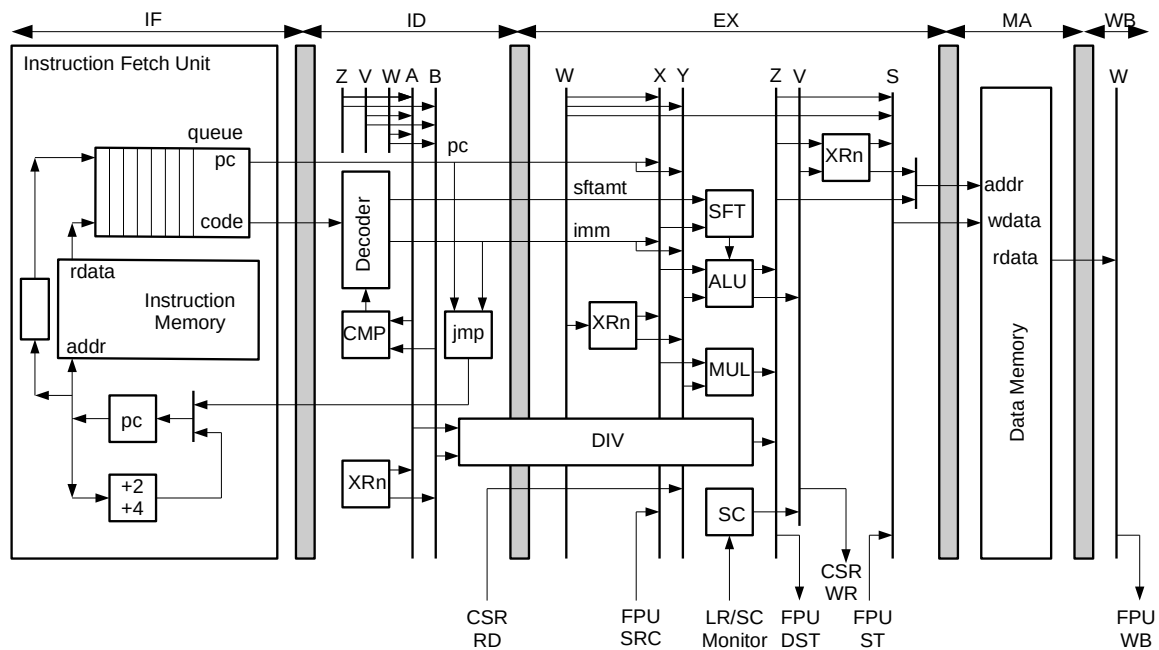 IF
ID
EX
MA
WB
Instruction Fetch Unit
Z V W A B
W
X Y
Z V
S
W
queue
pc
code
rdata
Instruction
Memory
addr
pc
+2
+4
Decoder
CMP
XRn
pc
sftamt
imm
jmp
DIV
XRn
SFT
ALU
MUL
SC
XRn
addr
wdata
rdata
Data Memory
CSR
RD
FPU
SRC
LR/SC
Monitor
FPU
DST
CSR
WR
FPU
ST
FPU
WB